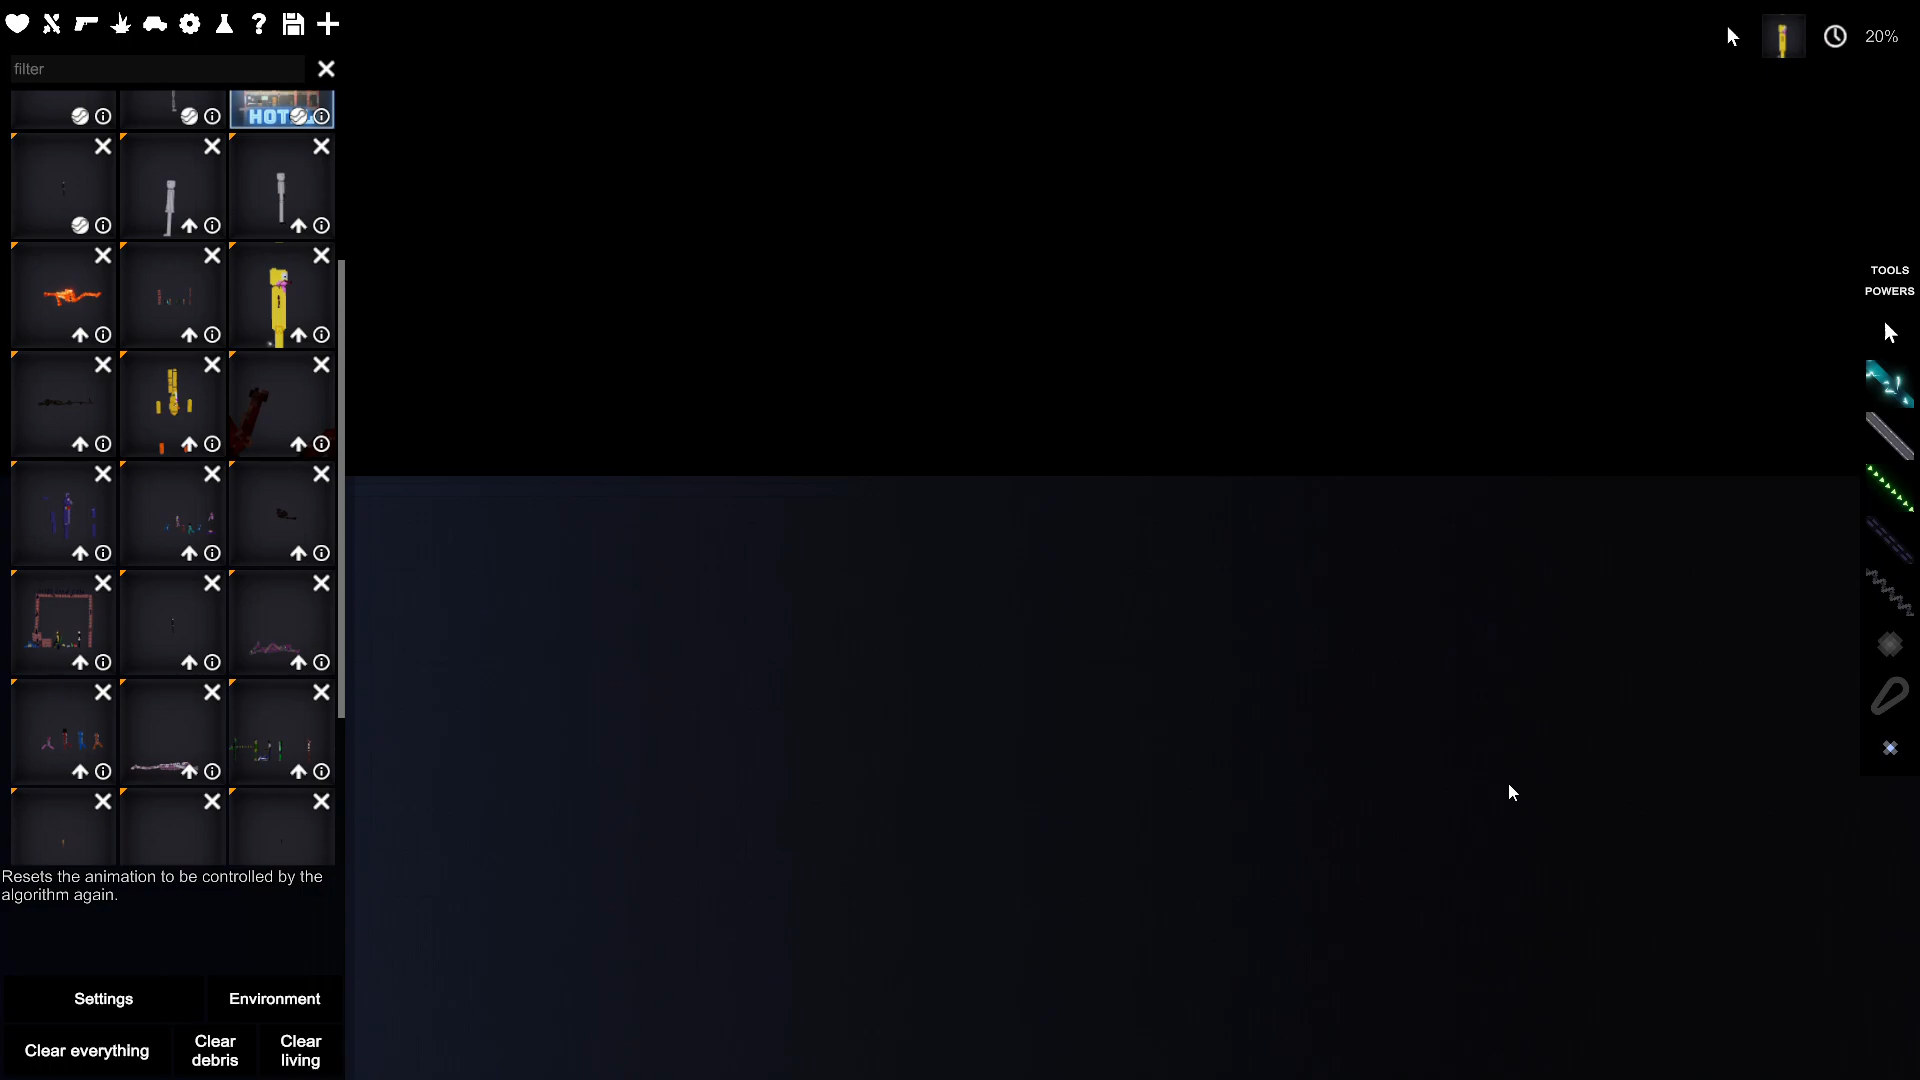 filter
20%
HOT
TOOLS
POWERS
Resets the animation to be controlled by the
algorithm again.
Settings
Environment
Clear everything
Clear
debris
Clear
living